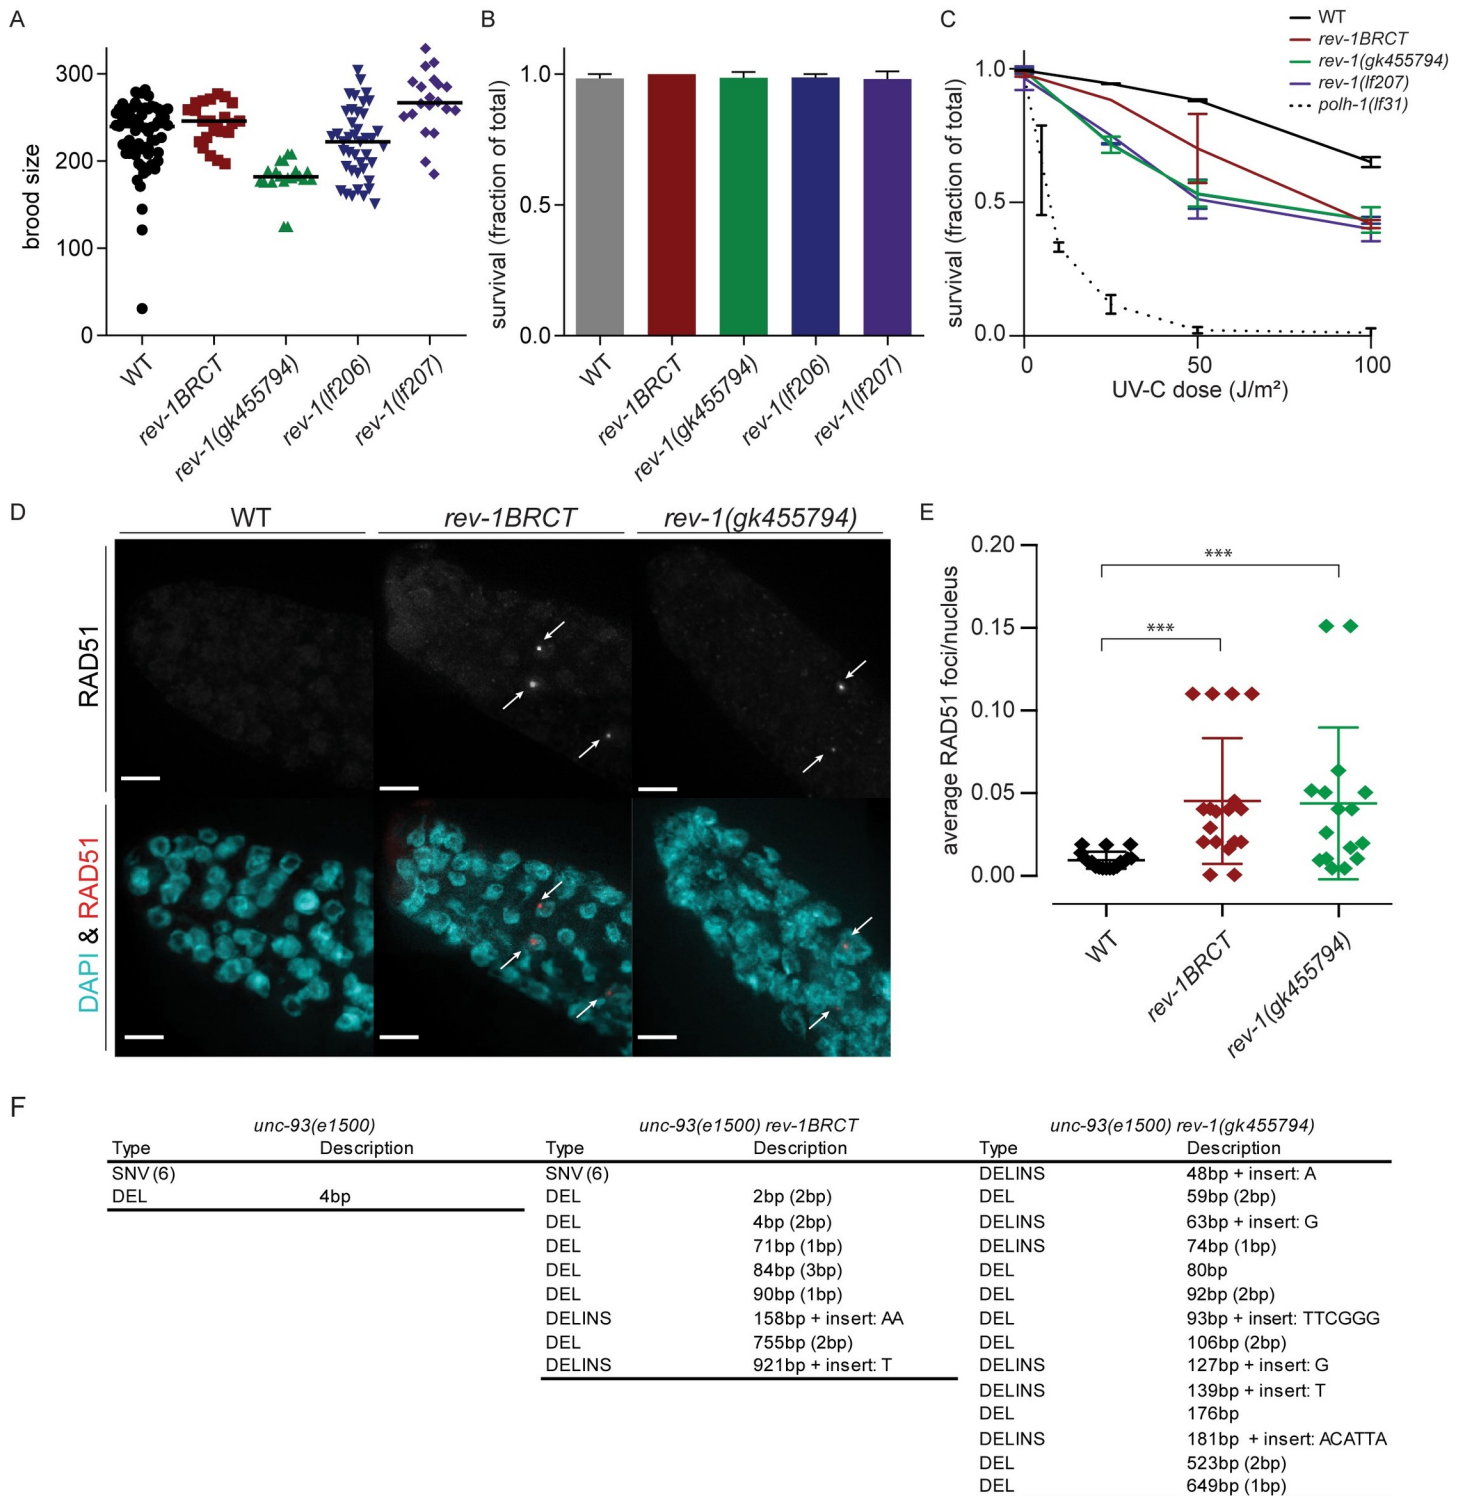 A
brood size
300
200
100
0
WT
rev-1BRCT
rev-1(gk455794)
rev-1(lf206)
rev-1(lf207)
B
survival (fraction of total)
1.0
0.5
0.0
WT
rev-1BRCT
rev-1(gk455794)
rev-1(lf206)
rev-1(lf207)
C
survival (fraction of total)
1.0
0.5
0.0
0 50 100
UV-C dose (J/m²)
WT
rev-1BRCT
rev-1(gk455794)
rev-1(lf207)
polh-1(lf31)
D
WT rev-1BRCT rev-1(gk455794)
RAD51
DAPI & RAD51
E
average RAD51 foci/nucleus
0.20
0.15
0.10
0.05
0.00
***
***
WT
rev-1BRCT
rev-1(gk455794)
F
unc-93(e1500)
Type Description
SNV (6)
DEL 4bp
unc-93(e1500) rev-1BRCT
Type Description
SNV (6)
DEL 2bp (2bp)
DEL 4bp (2bp)
DEL 71bp (1bp)
DEL 84bp (3bp)
DEL 90bp (1bp)
DELINS 158bp + insert: AA
DEL 755bp (2bp)
DELINS 921bp + insert: T
unc-93(e1500) rev-1(gk455794)
Type Description
DELINS 48bp + insert: A
DEL 59bp (2bp)
DELINS 63bp + insert: G
DELINS 74bp (1bp)
DEL 80bp
DEL 92bp (2bp)
DEL 93bp + insert: TTCGGG
DEL 106bp (2bp)
DELINS 127bp + insert: G
DELINS 139bp + insert: T
DEL 176bp
DELINS 181bp + insert: ACATTA
DEL 523bp (2bp)
DEL 649bp (1bp)